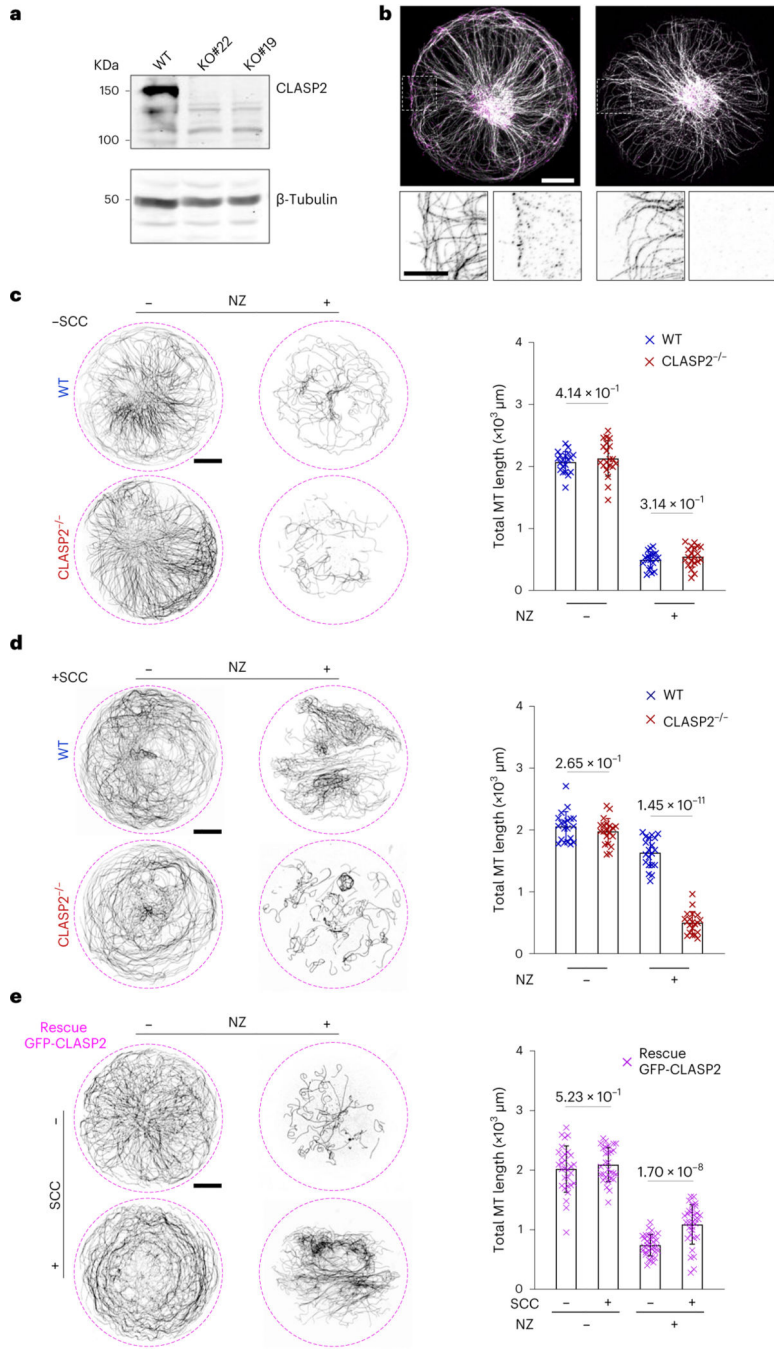 a
WT KO#22 KO#19
KDa
150
100
CLASP2
50
β-Tubulin
b
c
–SCC
– NZ +
WT
CLASP2⁻/⁻
Total MT length (×10³ μm)
4
3
2
1
0
WT
CLASP2⁻/⁻
4.14 × 10⁻¹
3.14 × 10⁻¹
NZ – +
d
+SCC
– NZ +
WT
CLASP2⁻/⁻
Total MT length (×10³ μm)
4
3
2
1
0
WT
CLASP2⁻/⁻
2.65 × 10⁻¹
1.45 × 10⁻¹¹
NZ – +
e
Rescue
GFP-CLASP2
– NZ +
SCC
–
+
Total MT length (×10³ μm)
4
3
2
1
0
Rescue
GFP-CLASP2
5.23 × 10⁻¹
1.70 × 10⁻⁸
SCC – + – +
NZ – +